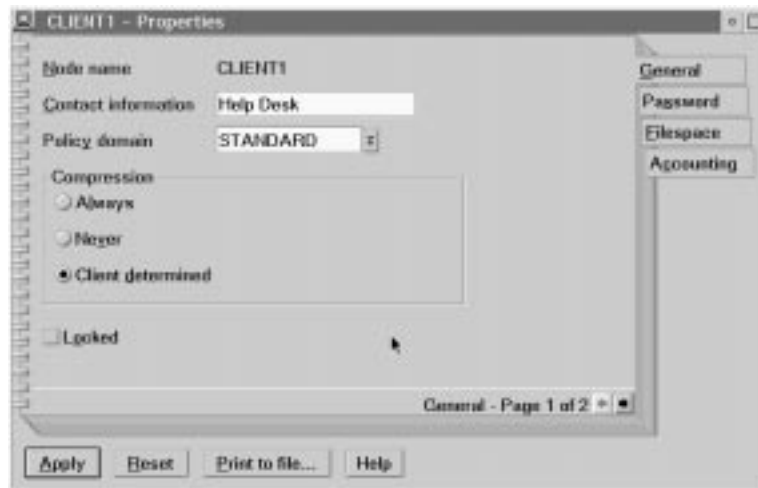 CLIENT1 - Properties
Node name CLIENT1
Contact information Help Desk
Policy domain STANDARD
Compression
Always
Never
Client determined
Locked
General - Page 1 of 2
General
Password
Filespace
Accounting
Apply Reset Print to file... Help